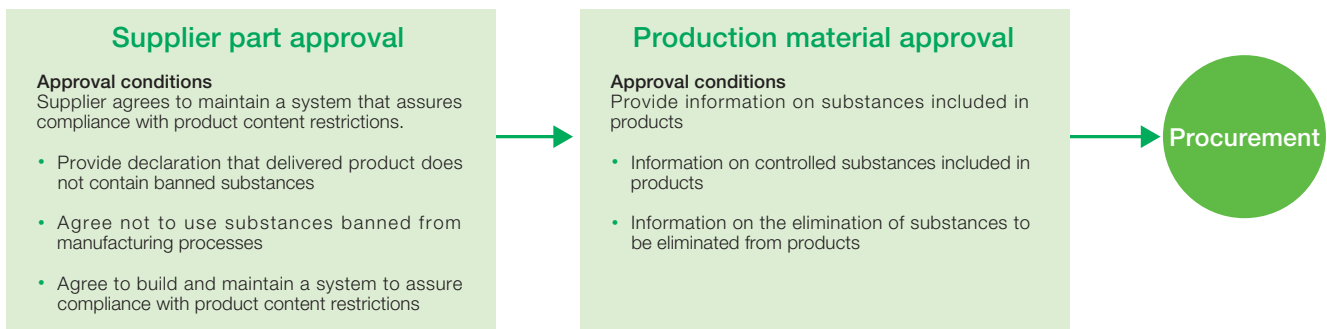 Supplier part approval
Approval conditions
Supplier agrees to maintain a system that assures
compliance with product content restrictions.
• Provide declaration that delivered product does
not contain banned substances
• Agree not to use substances banned from
manufacturing processes
• Agree to build and maintain a system to assure
compliance with product content restrictions
Production material approval
Approval conditions
Provide information on substances included in
products
• Information on controlled substances included in
products
• Information on the elimination of substances to
be eliminated from products
Procurement